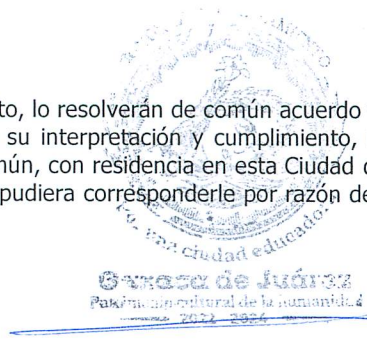 to, lo resolverán de común acuerdo
su interpretación y cumplimiento,
mún, con residencia en esta Ciudad
pudiera corresponderle por razón de
ciudad educadora
Oaxaca de Juárez
Patrimonio cultural de la humanidad
2022 2024